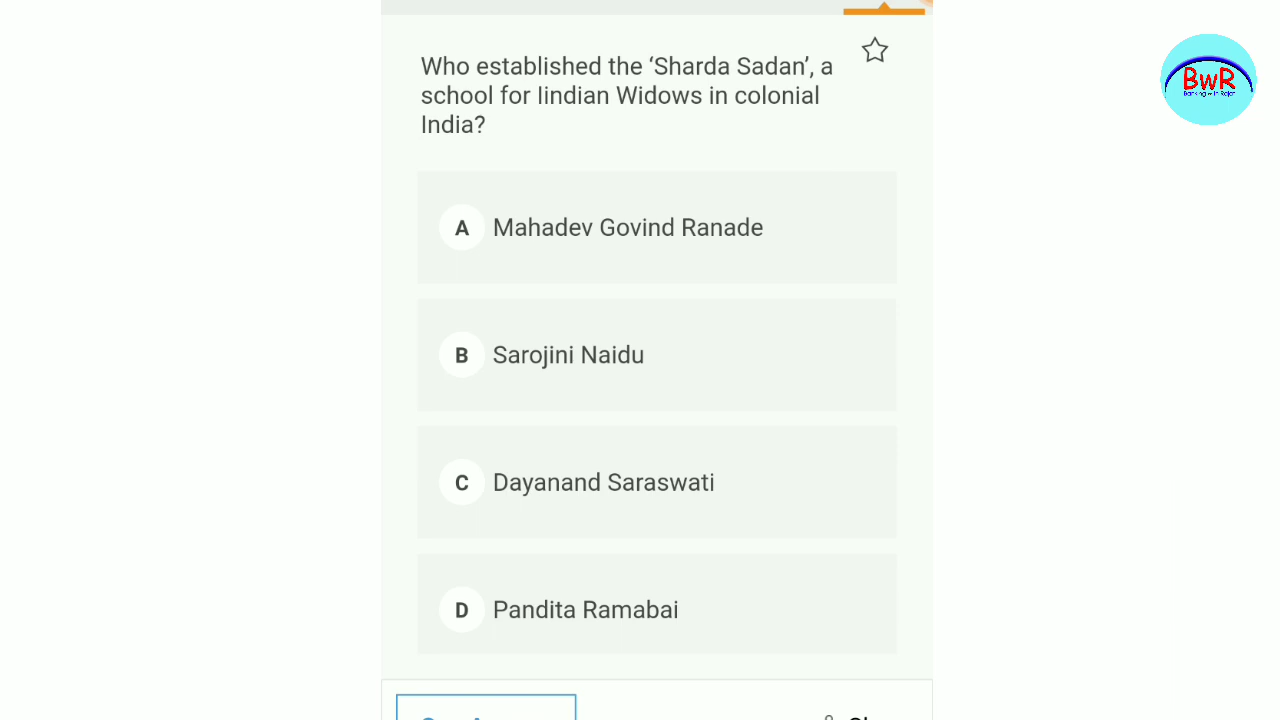 Who established the ‘Sharda Sadan’, a
school for Iindian Widows in colonial
India?
A Mahadev Govind Ranade
B Sarojini Naidu
C Dayanand Saraswati
D Pandita Ramabai
BwR